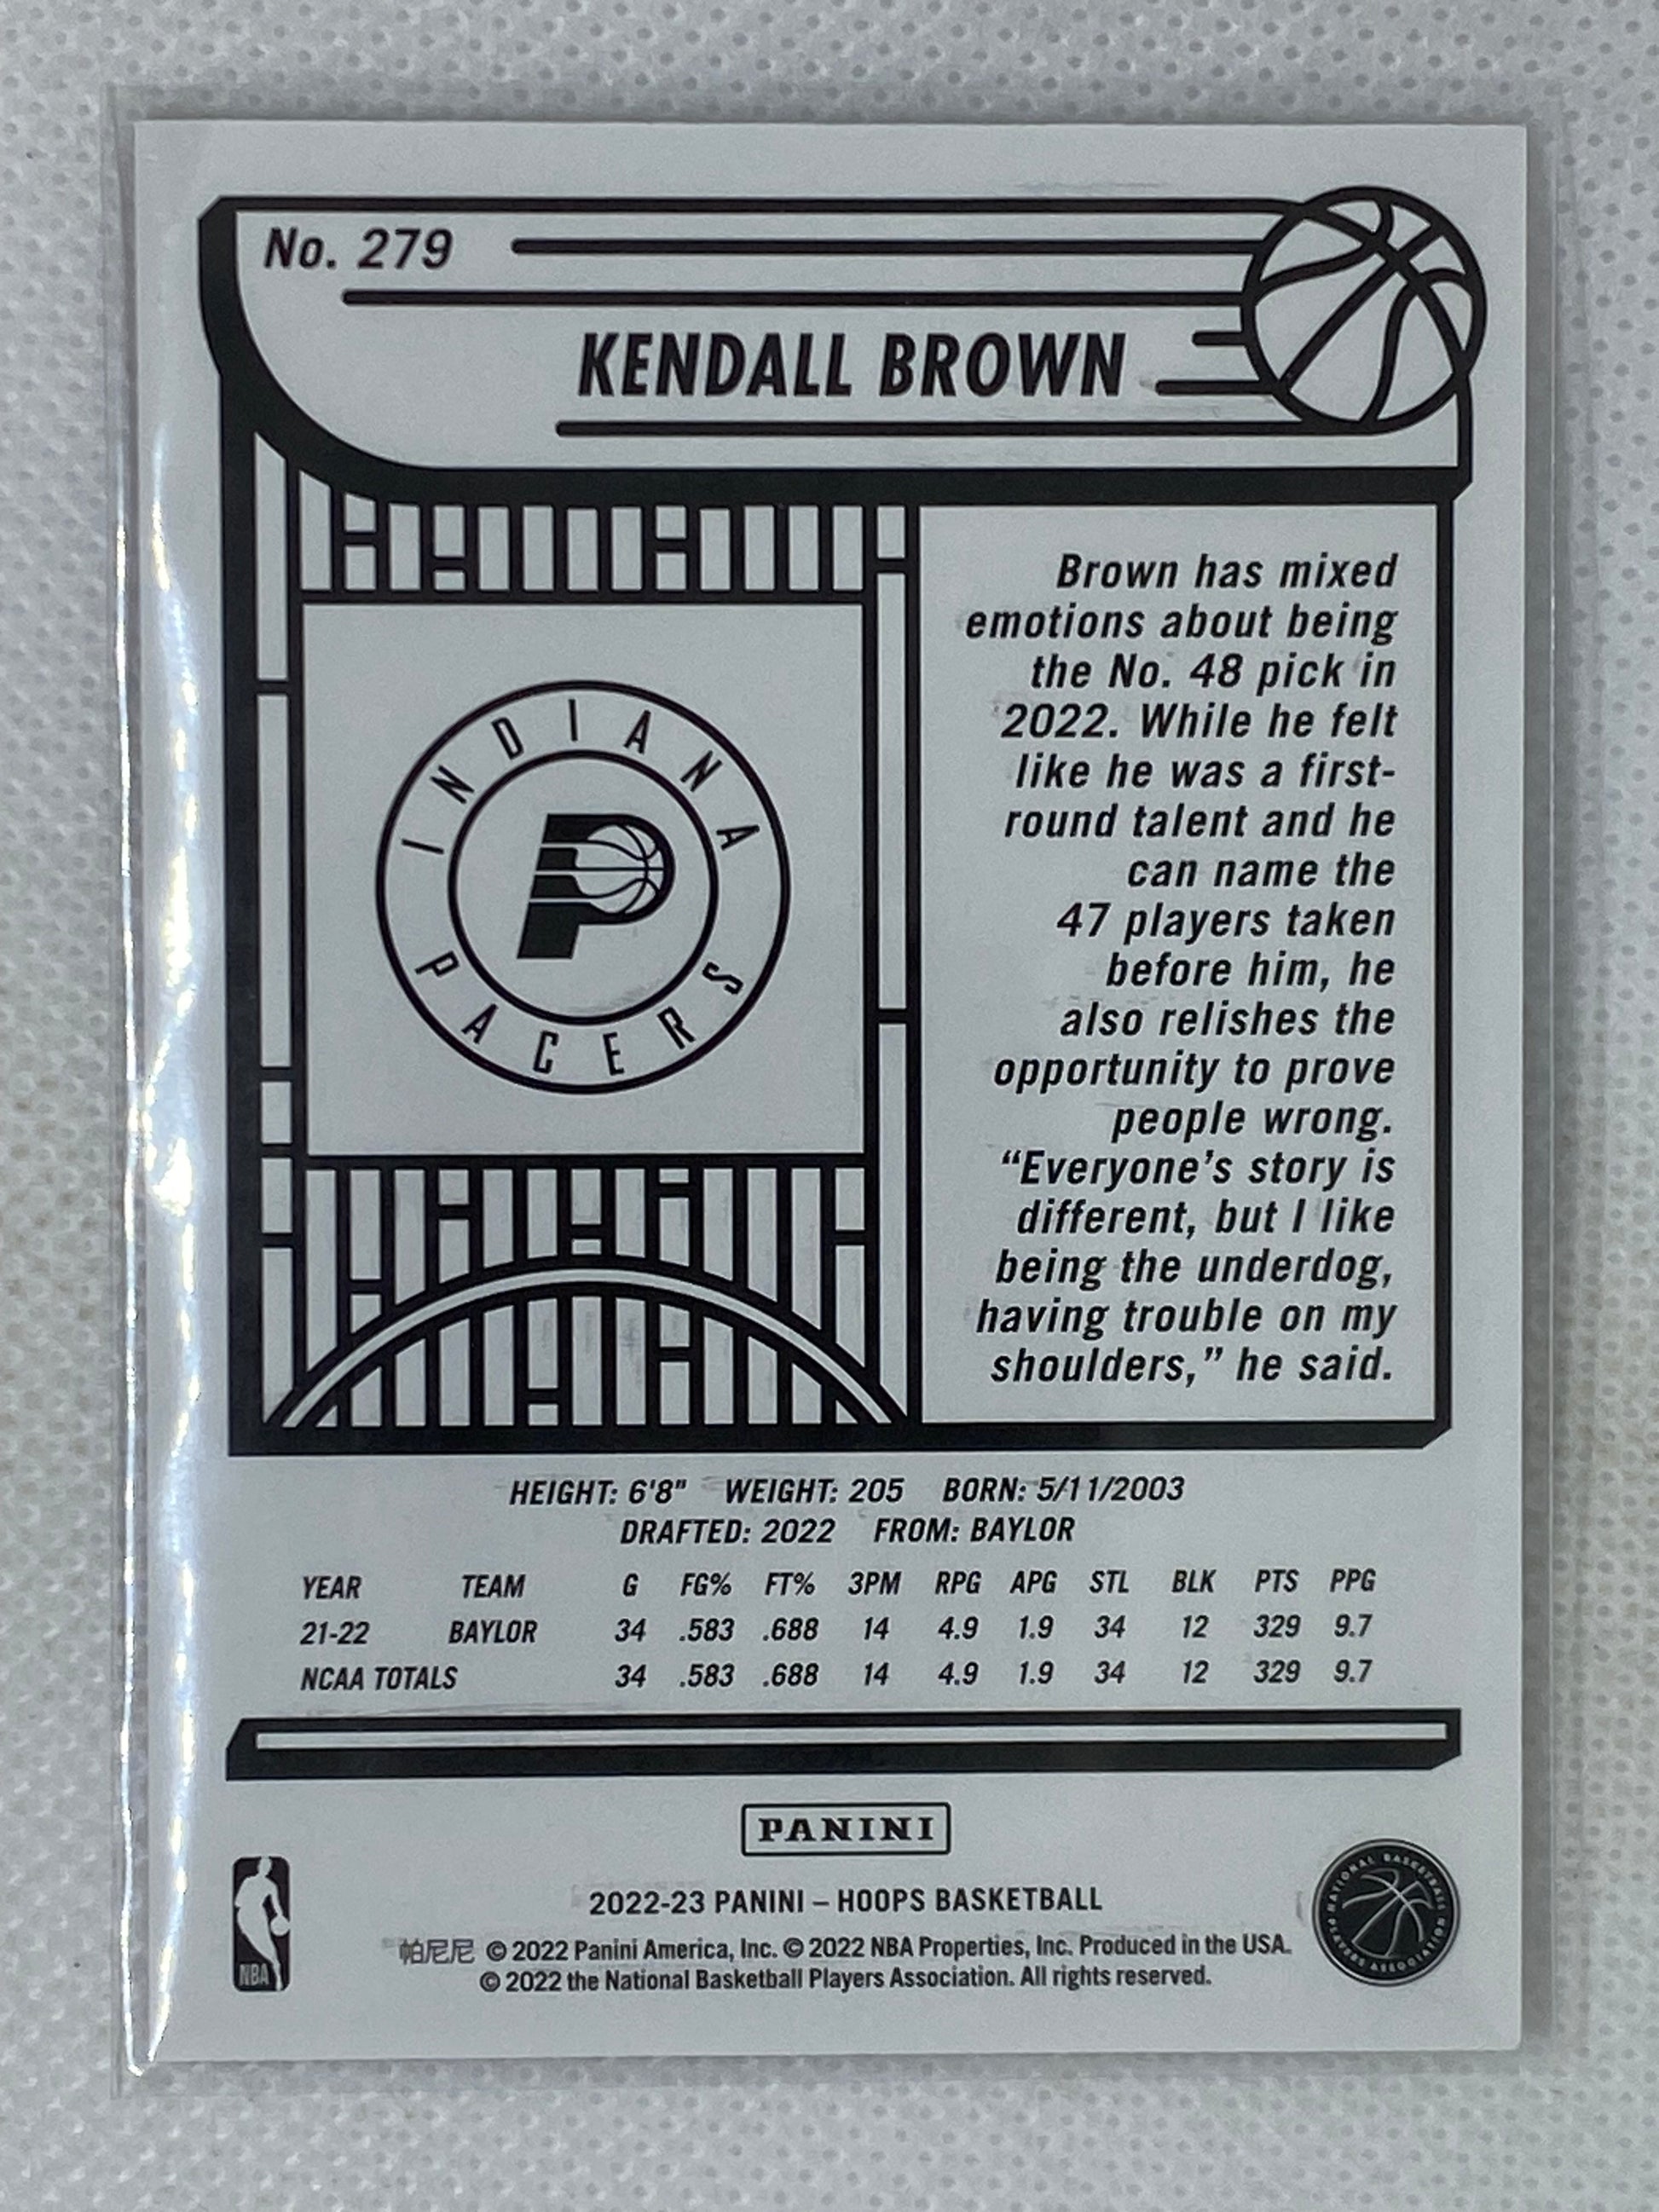 No. 279
KENDALL BROWN
INDIANA
PACERS
Brown has mixed
emotions about being
the No. 48 pick in
2022. While he felt
like he was a first-
round talent and he
can name the
47 players taken
before him, he
also relishes the
opportunity to prove
people wrong.
“Everyone’s story is
different, but I like
being the underdog,
having trouble on my
shoulders,” he said.
HEIGHT: 6'8" WEIGHT: 205 BORN: 5/11/2003
DRAFTED: 2022 FROM: BAYLOR
YEAR TEAM G FG% FT% 3PM RPG APG STL BLK PTS PPG
21-22 BAYLOR 34 .583 .688 14 4.9 1.9 34 12 329 9.7
NCAA TOTALS 34 .583 .688 14 4.9 1.9 34 12 329 9.7
PANINI
2022-23 PANINI – HOOPS BASKETBALL
帕尼尼 © 2022 Panini America, Inc. © 2022 NBA Properties, Inc. Produced in the USA.
© 2022 the National Basketball Players Association. All rights reserved.
NBA
NATIONAL BASKETBALL PLAYERS ASSOCIATION